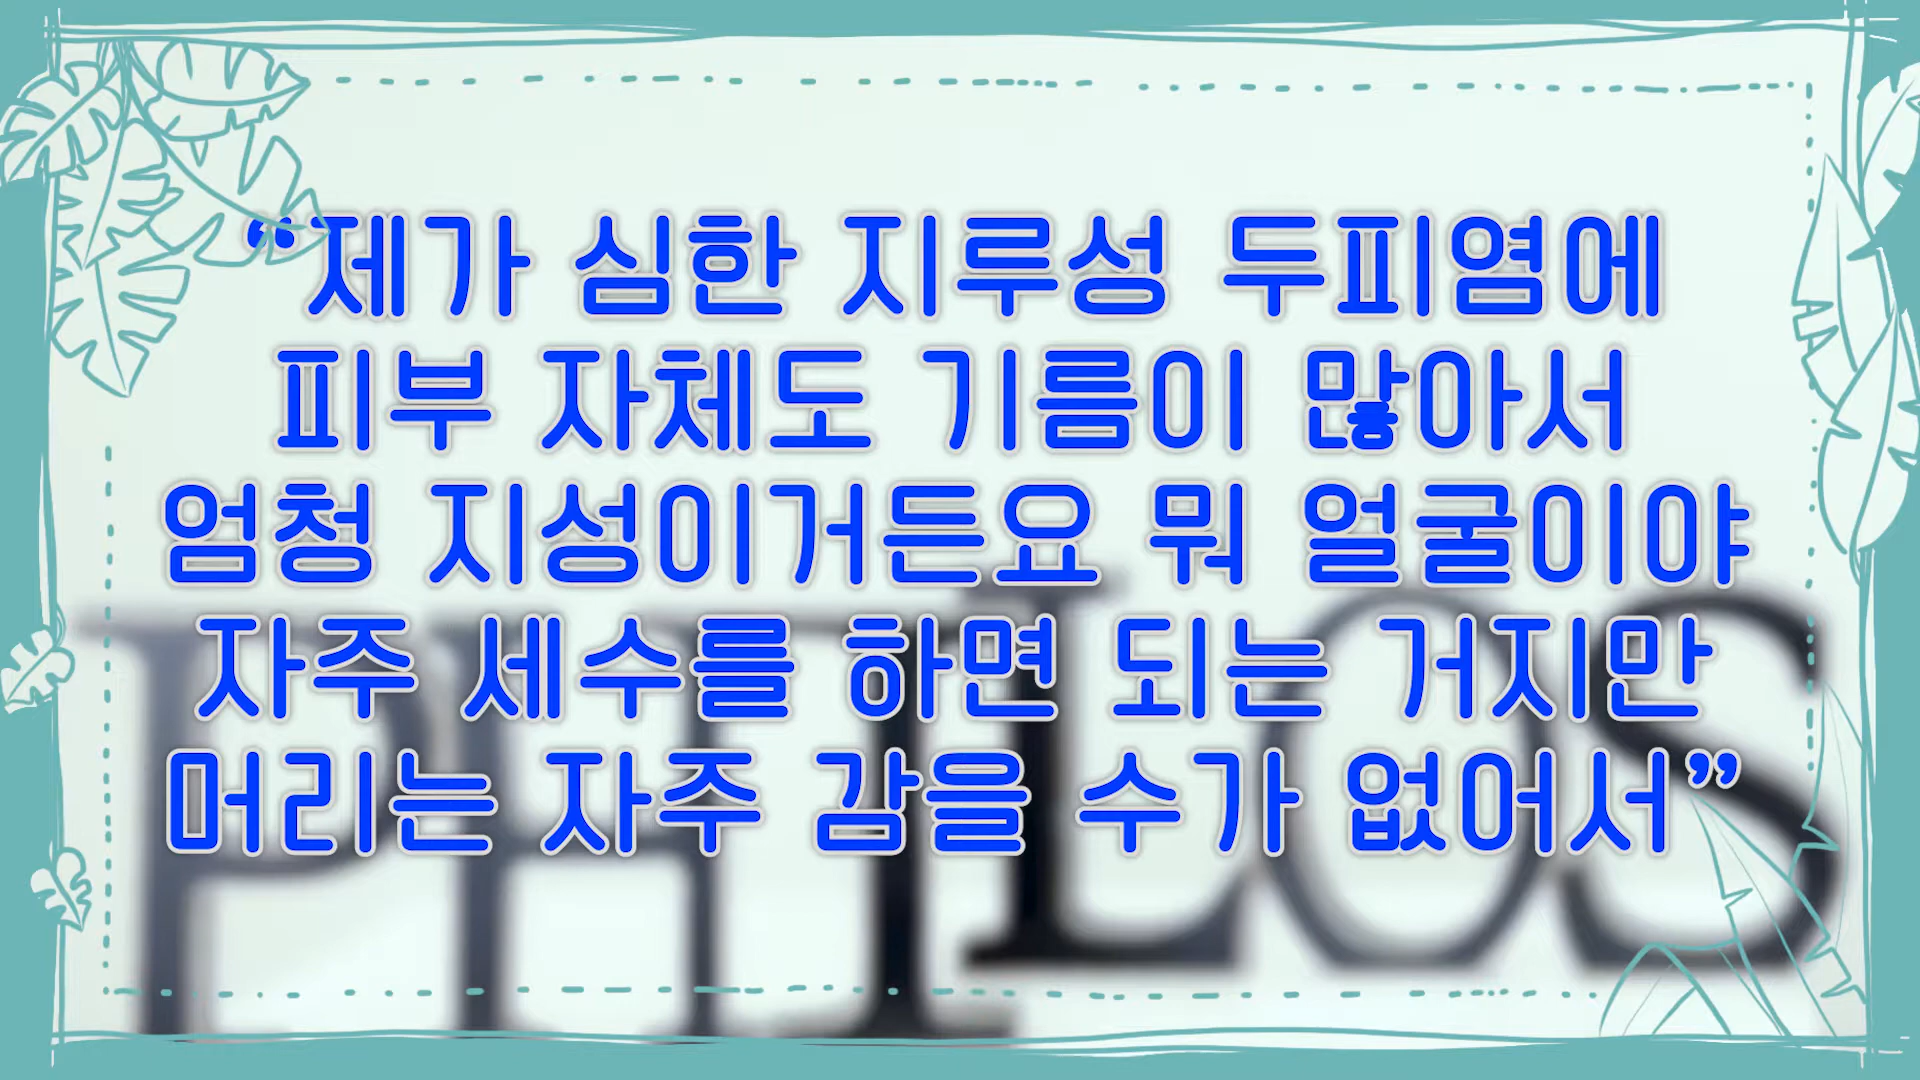 “제가 심한 지루성 두피염에
피부 자체도 기름이 많아서
엄청 지성이거든요 뭐 얼굴이야
자주 세수를 하면 되는 거지만
머리는 자주 감을 수가 없어서”
PHILOS